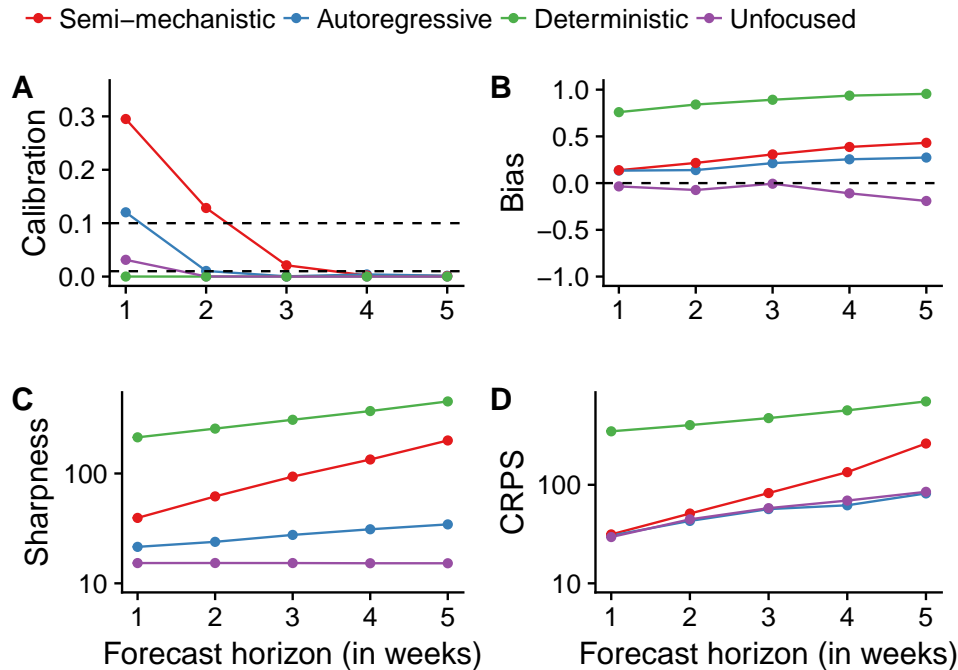 Semi-mechanistic Autoregressive Deterministic Unfocused
A
Calibration
0.3
0.2
0.1
0.0
1 2 3 4 5
B
Bias
1.0
0.5
0.0
−0.5
−1.0
1 2 3 4 5
C
Sharpness
100
10
1 2 3 4 5
Forecast horizon (in weeks)
D
CRPS
100
10
1 2 3 4 5
Forecast horizon (in weeks)